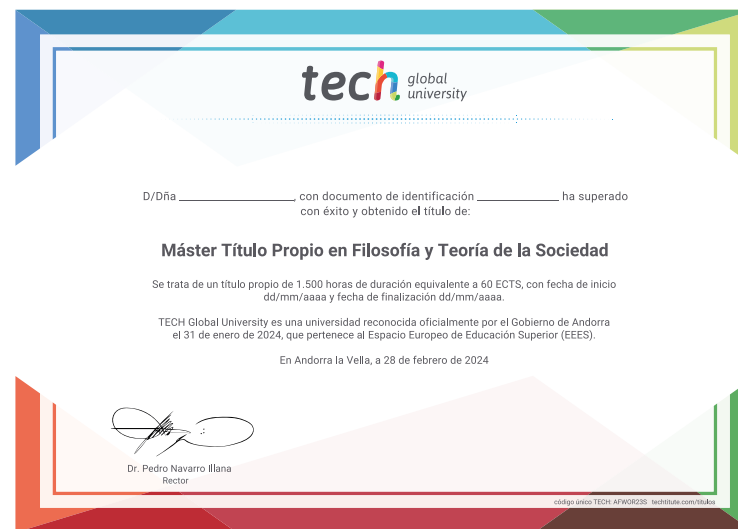 tech global university
D/Dña ____________________, con documento de identificación ______________ ha superado
con éxito y obtenido el título de:
Máster Título Propio en Filosofía y Teoría de la Sociedad
Se trata de un título propio de 1.500 horas de duración equivalente a 60 ECTS, con fecha de inicio
dd/mm/aaaa y fecha de finalización dd/mm/aaaa.
TECH Global University es una universidad reconocida oficialmente por el Gobierno de Andorra
el 31 de enero de 2024, que pertenece al Espacio Europeo de Educación Superior (EEES).
En Andorra la Vella, a 28 de febrero de 2024
Dr. Pedro Navarro Illana
Rector
código único TECH: AFWOR23S techtitute.com/titulos